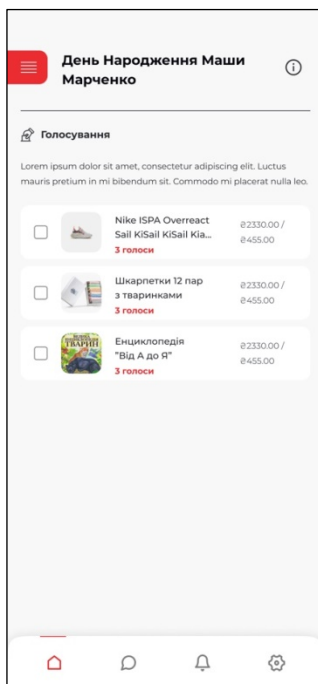 День Народження Маши
Марченко
Голосування
Lorem ipsum dolor sit amet, consectetur adipiscing elit. Luctus
mauris pretium in mi bibendum sit. Commodo mi placerat nulla leo.
Nike ISPA Overreact
Sail KiSail KiSail Kia...
3 голоси
₴2330.00 /
₴455.00
Шкарпетки 12 пар
з тваринками
3 голоси
₴2330.00 /
₴455.00
ТВАРИН
Енциклопедія
"Від А до Я"
3 голоси
₴2330.00 /
₴455.00